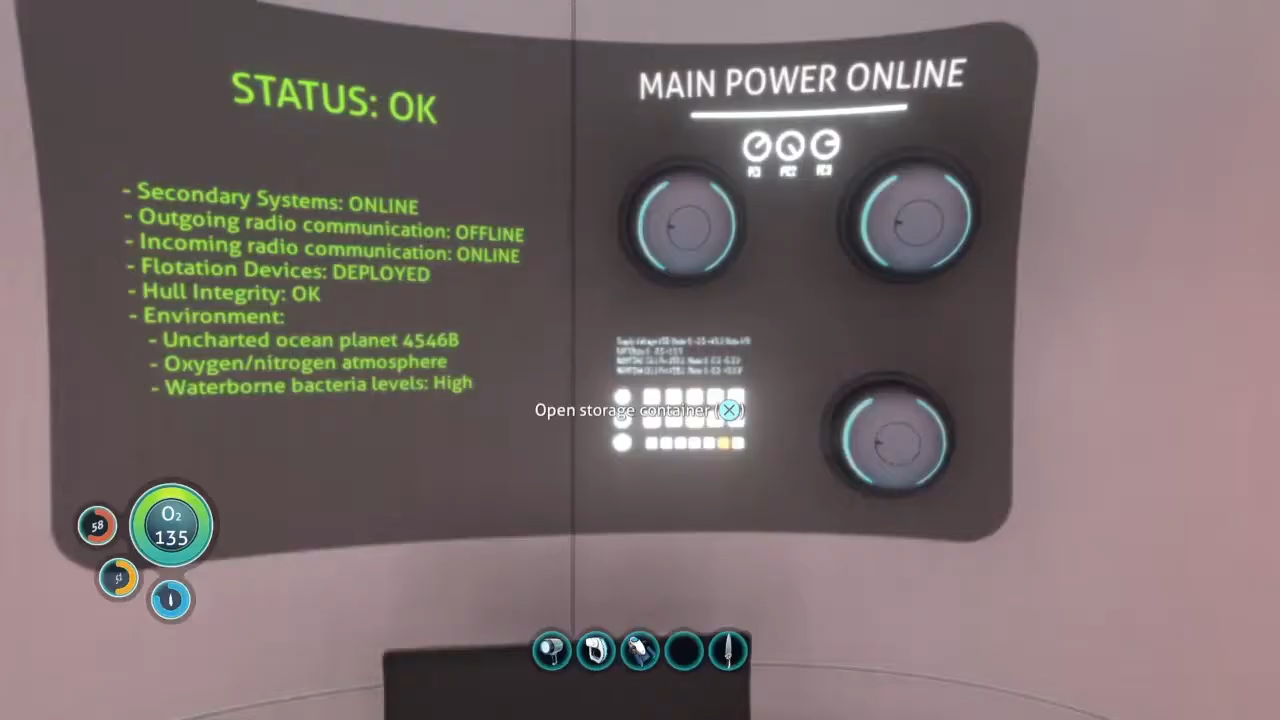 STATUS: OK
- Secondary Systems: ONLINE
- Outgoing radio communication: OFFLINE
- Incoming radio communication: ONLINE
- Flotation Devices: DEPLOYED
- Hull Integrity: OK
- Environment:
- Uncharted ocean planet 4546B
- Oxygen/nitrogen atmosphere
- Waterborne bacteria levels: High
MAIN POWER ONLINE
Open storage container (X)
58
O₂
135